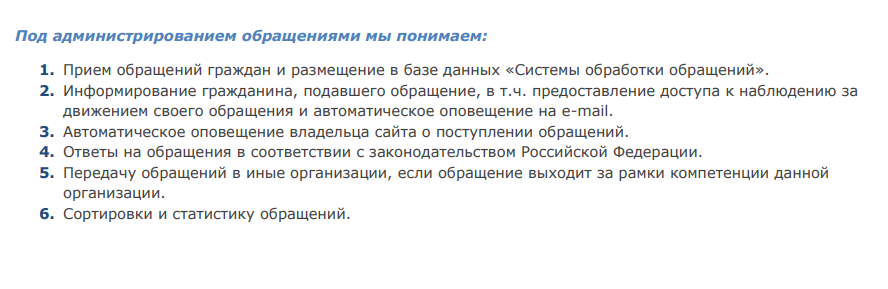 Под администрированием обращениями мы понимаем:
1. Прием обращений граждан и размещение в базе данных «Системы обработки обращений».
2. Информирование гражданина, подавшего обращение, в т.ч. предоставление доступа к наблюдению за
движением своего обращения и автоматическое оповещение на e-mail.
3. Автоматическое оповещение владельца сайта о поступлении обращений.
4. Ответы на обращения в соответствии с законодательством Российской Федерации.
5. Передачу обращений в иные организации, если обращение выходит за рамки компетенции данной
организации.
6. Сортировки и статистику обращений.